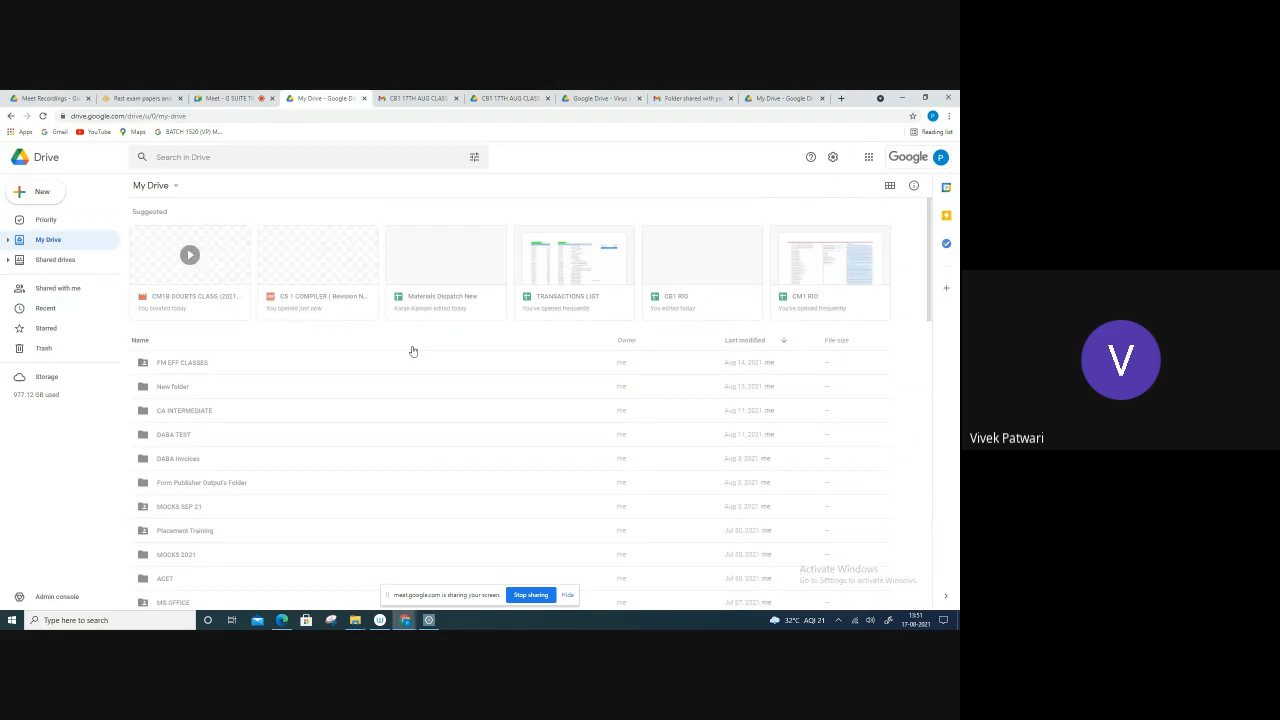 Meet Recordings - Go
Past exam papers and
Meet - G SUITE TR
My Drive - Google Dr
CB1 17TH AUG CLASS
CB1 17TH AUG CLASS
Google Drive - Virus s
Folder shared with yo
My Drive - Google Dr
drive.google.com/drive/u/0/my-drive
Apps
Gmail
YouTube
Maps
BATCH 1520 (VP) M...
Reading list
Drive
Search in Drive
Google
P
New
My Drive
Priority
My Drive
Shared drives
Shared with me
Recent
Starred
Trash
Storage
977.12 GB used
Admin console
Suggested
CM1B DOUBTS CLASS (2021...
You created today
CS 1 COMPILER ( Revision N...
You opened just now
Materials Dispatch New
Karan Kanumi edited today
TRANSACTIONS LIST
You've opened frequently
CB1 RIO
You edited today
CM1 RIO
You've opened frequently
Name Owner Last modified File size
FM EFF CLASSES me Aug 14, 2021 me –
New folder me Aug 13, 2021 me –
CA INTERMEDIATE me Aug 11, 2021 me –
DABA TEST me Aug 11, 2021 me –
DABA Invoices me Aug 3, 2021 me –
Form Publisher Output's Folder me Aug 3, 2021 me –
MOCKS SEP 21 me Aug 3, 2021 me –
Placement Training me Jul 30, 2021 me –
MOCKS 2021 me Jul 30, 2021 me –
ACET me Jul 30, 2021 me –
MS OFFICE me Jul 27, 2021 me –
Activate Windows
Go to Settings to activate Windows.
meet.google.com is sharing your screen.
Stop sharing
Hide
Type here to search
32°C AQI 21
13:51
17-08-2021
V
Vivek Patwari